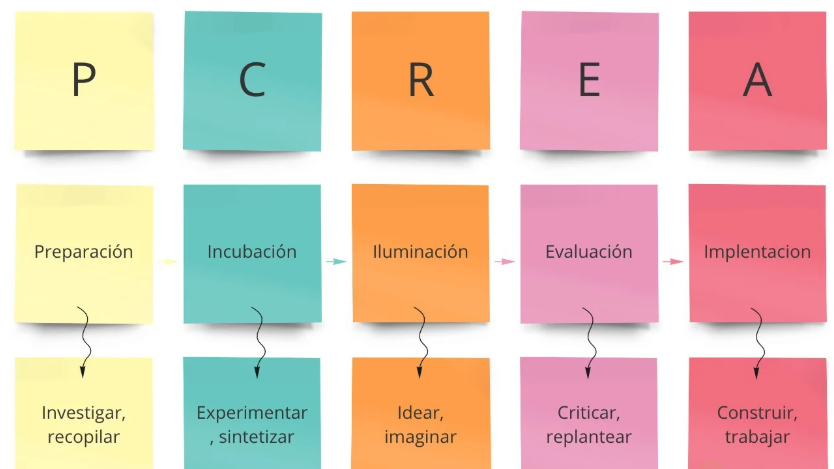 P
C
R
E
A
Preparación
Incubación
Iluminación
Evaluación
Implentacion
Investigar,
recopilar
Experimentar
, sintetizar
Idear,
imaginar
Criticar,
replantear
Construir,
trabajar